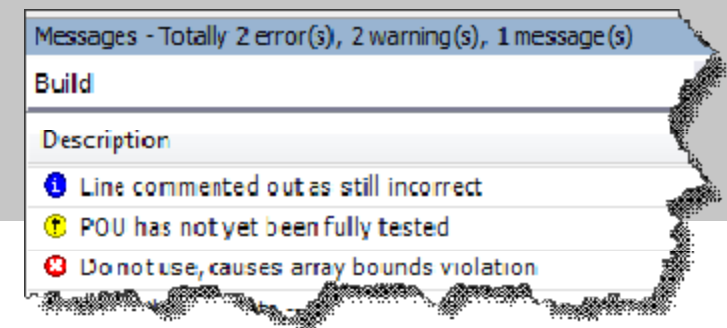 Messages - Totally 2 error(s), 2 warning(s), 1 message(s)
Build
Description
Line commented out as still incorrect
POU has not yet been fully tested
Do not use, causes array bounds violation